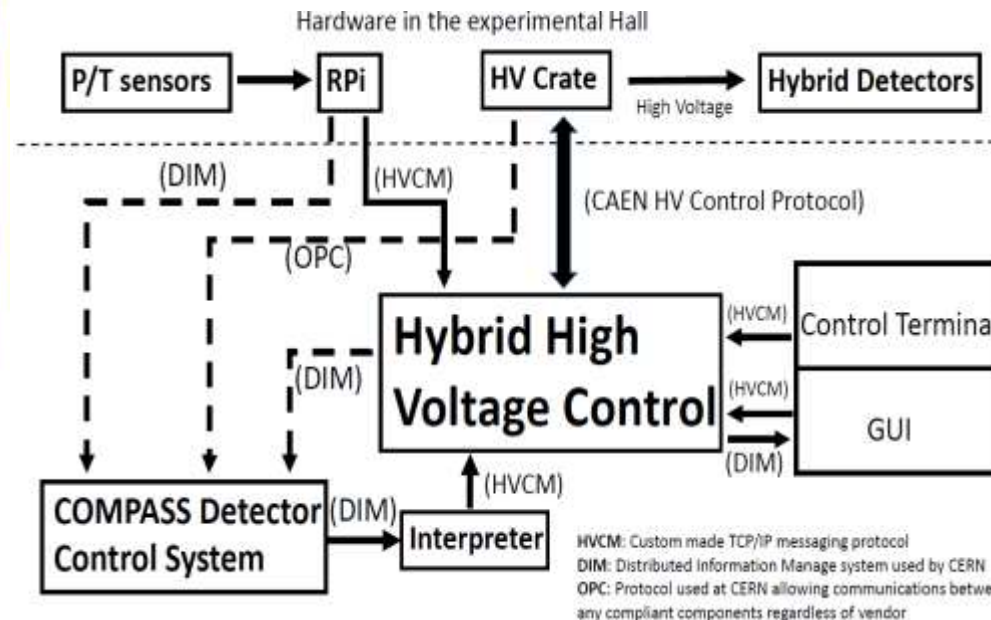 Hardware in the experimental Hall
P/T sensors
RPi
HV Crate
High Voltage
Hybrid Detectors
(DIM)
(HVCM)
(CAEN HV Control Protocol)
(OPC)
Hybrid High
Voltage Control
(HVCM)
Control Termina
(DIM)
(HVCM)
GUI
(DIM)
(HVCM)
COMPASS Detector
Control System
(DIM)
Interpreter
HVCM: Custom made TCP/IP messaging protocol
DIM: Distributed Information Manage system used by CERN
OPC: Protocol used at CERN allowing communications betwe
any compliant components regardless of vendor